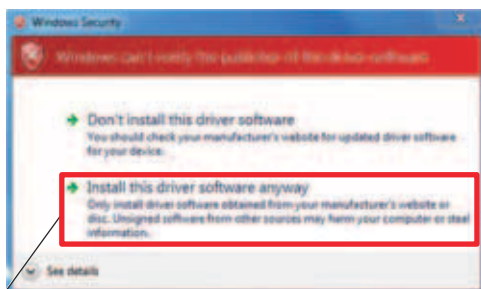 Windows Security
Windows can't verify the publisher of this driver software
Don't install this driver software
You should check your manufacturer's website for updated driver software
for your device.
Install this driver software anyway
Only install driver software obtained from your manufacturer's website or
disc. Unsigned software from other sources may harm your computer or steal
information.
See details